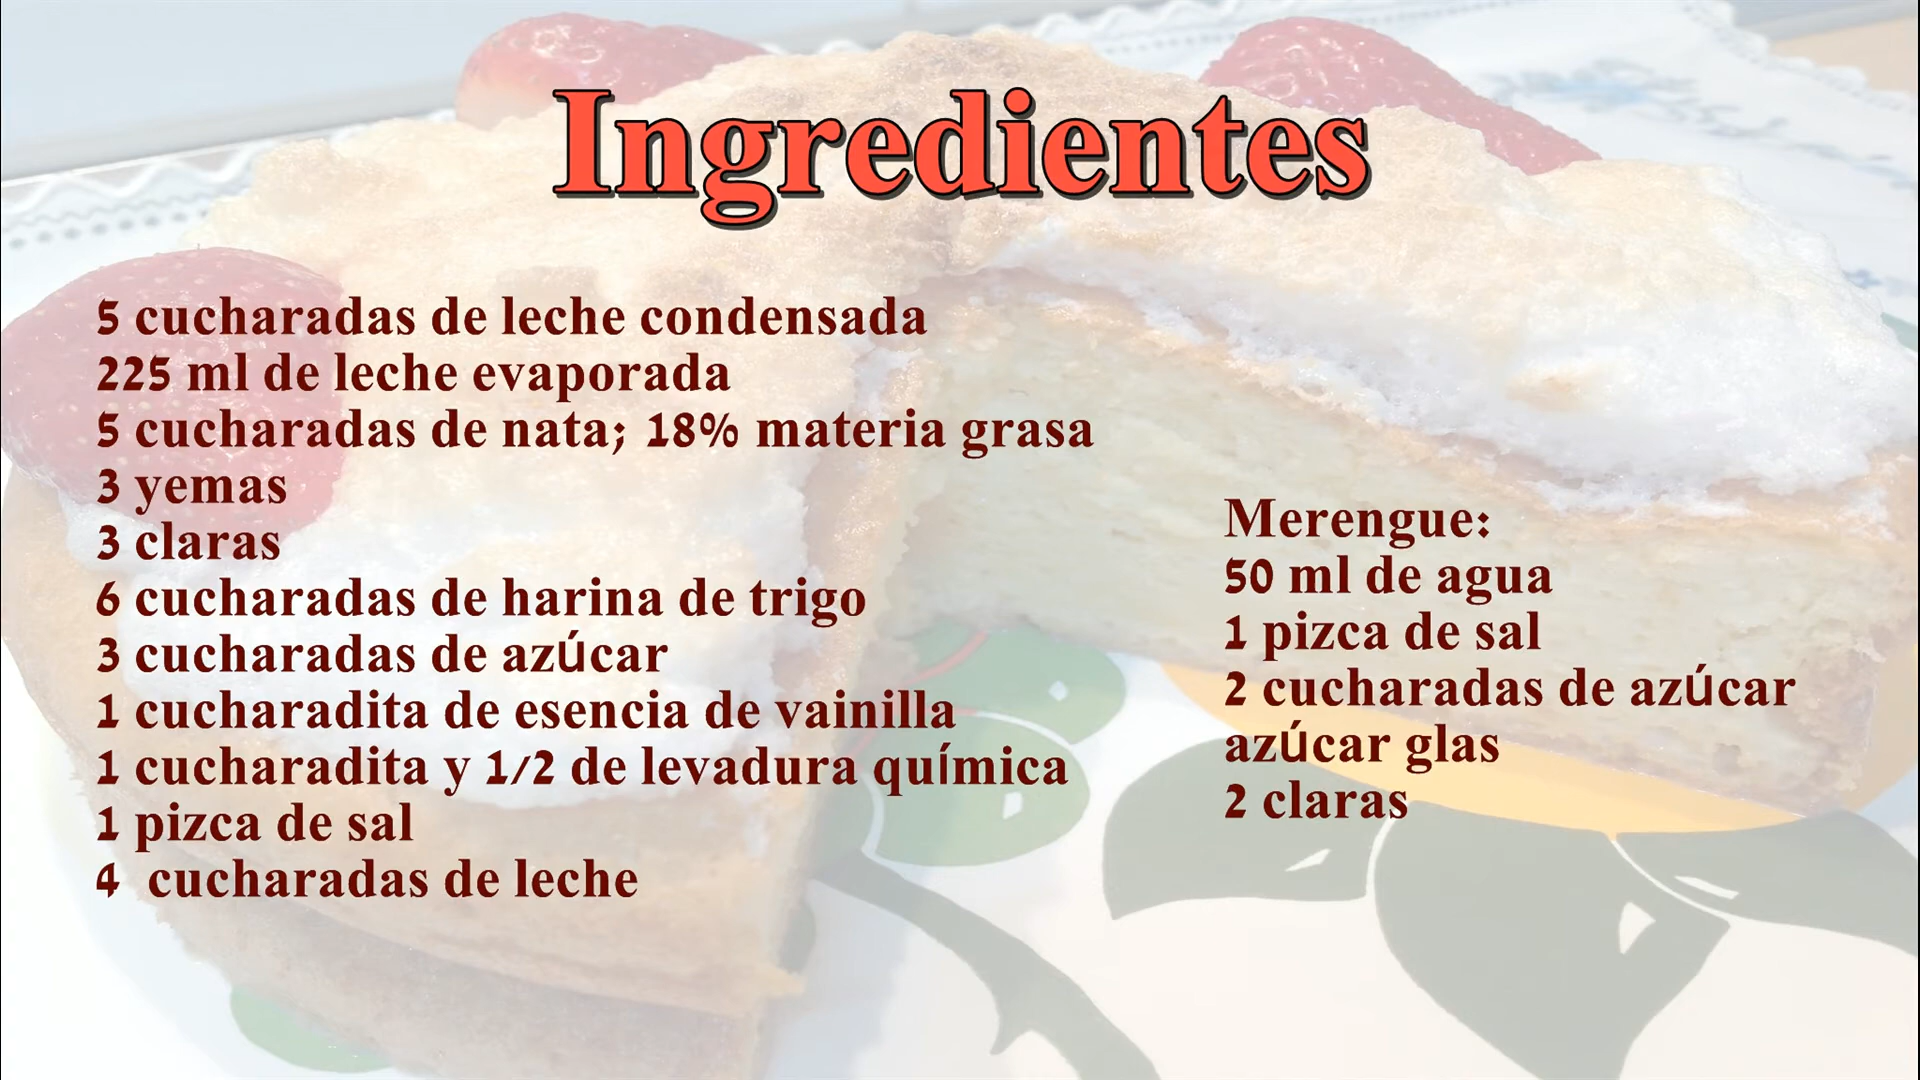 Ingredientes
5 cucharadas de leche condensada
225 ml de leche evaporada
5 cucharadas de nata; 18% materia grasa
3 yemas
3 claras
6 cucharadas de harina de trigo
3 cucharadas de azúcar
1 cucharadita de esencia de vainilla
1 cucharadita y 1/2 de levadura química
1 pizca de sal
4  cucharadas de leche
Merengue:
50 ml de agua
1 pizca de sal
2 cucharadas de azúcar
azúcar glas
2 claras